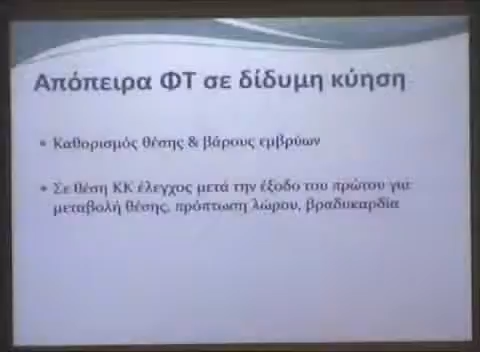 Απόπειρα ΦΤ σε δίδυμη κύηση
• Καθορισμός θέσης & βάρους εμβρύων
• Σε θέση ΚΚ έλεγχος μετά την έξοδο του πρώτου για
μεταβολή θέσης, πρόπτωση λώρου, βραδυκαρδία